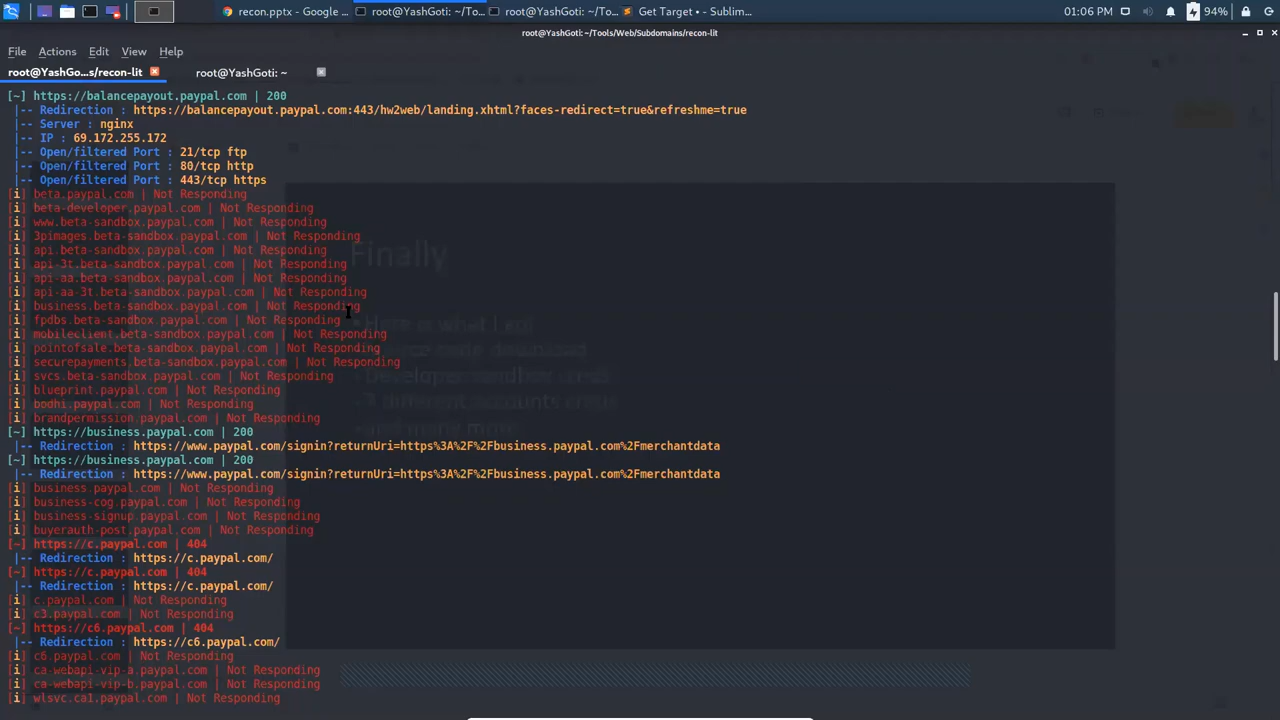 recon.pptx - Google ...
root@YashGoti: ~/To...
root@YashGoti: ~/To...
Get Target • - Sublim...
01:06 PM
94%
root@YashGoti: ~/Tools/Web/Subdomains/recon-lit
File Actions Edit View Help
root@YashGo...s/recon-lit
root@YashGoti: ~
[~] https://balancepayout.paypal.com | 200
|-- Redirection : https://balancepayout.paypal.com:443/hw2web/landing.xhtml?faces-redirect=true&refreshme=true
|-- Server : nginx
|-- IP : 69.172.255.172
|-- Open/filtered Port : 21/tcp ftp
|-- Open/filtered Port : 80/tcp http
|-- Open/filtered Port : 443/tcp https
[i] beta.paypal.com | Not Responding
[i] beta-developer.paypal.com | Not Responding
[i] www.beta-sandbox.paypal.com | Not Responding
[i] 3pimages.beta-sandbox.paypal.com | Not Responding
[i] api.beta-sandbox.paypal.com | Not Responding
[i] api-3t.beta-sandbox.paypal.com | Not Responding
[i] api-aa.beta-sandbox.paypal.com | Not Responding
[i] api-aa-3t.beta-sandbox.paypal.com | Not Responding
[i] business.beta-sandbox.paypal.com | Not Responding
[i] fpdbs.beta-sandbox.paypal.com | Not Responding
[i] mobileclient.beta-sandbox.paypal.com | Not Responding
[i] pointofsale.beta-sandbox.paypal.com | Not Responding
[i] securepayments.beta-sandbox.paypal.com | Not Responding
[i] svcs.beta-sandbox.paypal.com | Not Responding
[i] blueprint.paypal.com | Not Responding
[i] bodhi.paypal.com | Not Responding
[i] brandpermission.paypal.com | Not Responding
[~] https://business.paypal.com | 200
|-- Redirection : https://www.paypal.com/signin?returnUri=https%3A%2F%2Fbusiness.paypal.com%2Fmerchantdata
[~] https://business.paypal.com | 200
|-- Redirection : https://www.paypal.com/signin?returnUri=https%3A%2F%2Fbusiness.paypal.com%2Fmerchantdata
[i] business.paypal.com | Not Responding
[i] business-cog.paypal.com | Not Responding
[i] business-signup.paypal.com | Not Responding
[i] buyerauth-post.paypal.com | Not Responding
[~] https://c.paypal.com | 404
|-- Redirection : https://c.paypal.com/
[~] https://c.paypal.com | 404
|-- Redirection : https://c.paypal.com/
[i] c.paypal.com | Not Responding
[i] c3.paypal.com | Not Responding
[~] https://c6.paypal.com | 404
|-- Redirection : https://c6.paypal.com/
[i] c6.paypal.com | Not Responding
[i] ca-webapi-vip-a.paypal.com | Not Responding
[i] ca-webapi-vip-b.paypal.com | Not Responding
[i] wlsvc.ca1.paypal.com | Not Responding
Finally
Here is what I got
source code download
Developer sandbox
different accounts
and many more